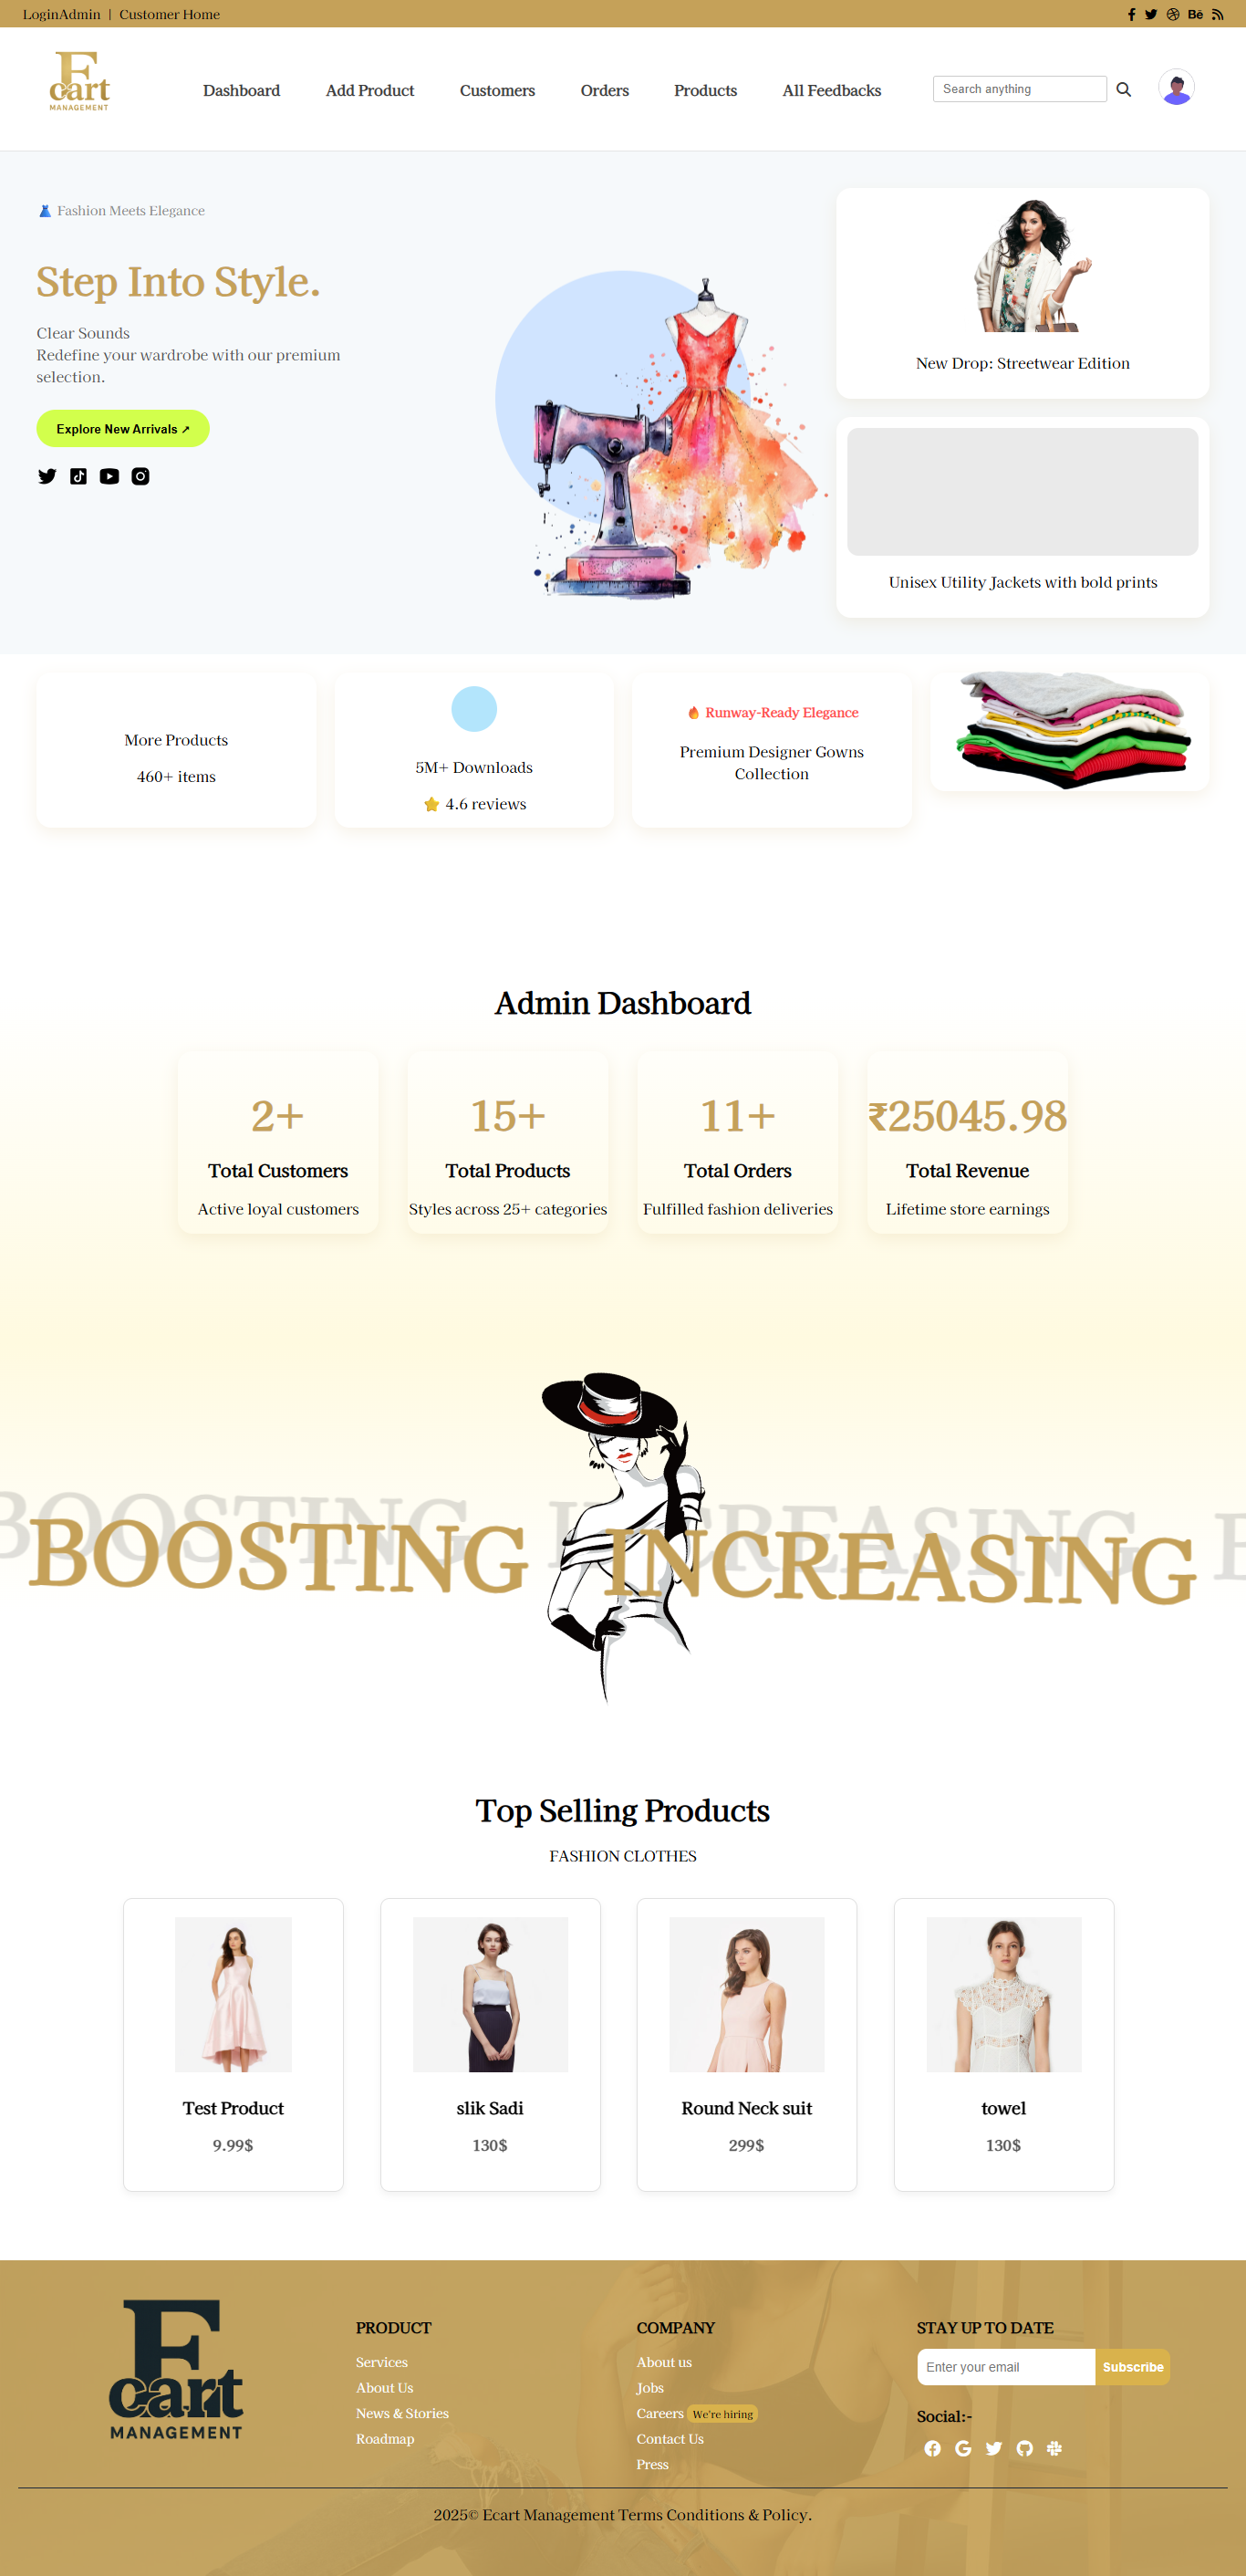 LoginAdmin | Customer Home
Bē
E
cart
MANAGEMENT
Dashboard
Add Product
Customers
Orders
Products
All Feedbacks
Search anything
Fashion Meets Elegance
Step Into Style.
Clear Sounds
Redefine your wardrobe with our premium
selection.
Explore New Arrivals ↗
New Drop: Streetwear Edition
Unisex Utility Jackets with bold prints
More Products
460+ items
5M+ Downloads
⭐ 4.6 reviews
🔥 Runway-Ready Elegance
Premium Designer Gowns
Collection
Admin Dashboard
2+
Total Customers
Active loyal customers
15+
Total Products
Styles across 25+ categories
11+
Total Orders
Fulfilled fashion deliveries
₹25045.98
Total Revenue
Lifetime store earnings
BOOSTING INCREASING
BOOSTING INCREASING
Top Selling Products
FASHION CLOTHES
Test Product
9.99$
slik Sadi
130$
Round Neck suit
299$
towel
130$
E
cart
MANAGEMENT
PRODUCT
Services
About Us
News & Stories
Roadmap
COMPANY
About us
Jobs
Careers We're hiring
Contact Us
Press
STAY UP TO DATE
Enter your email
Subscribe
Social:-
2025© Ecart Management Terms Conditions & Policy.